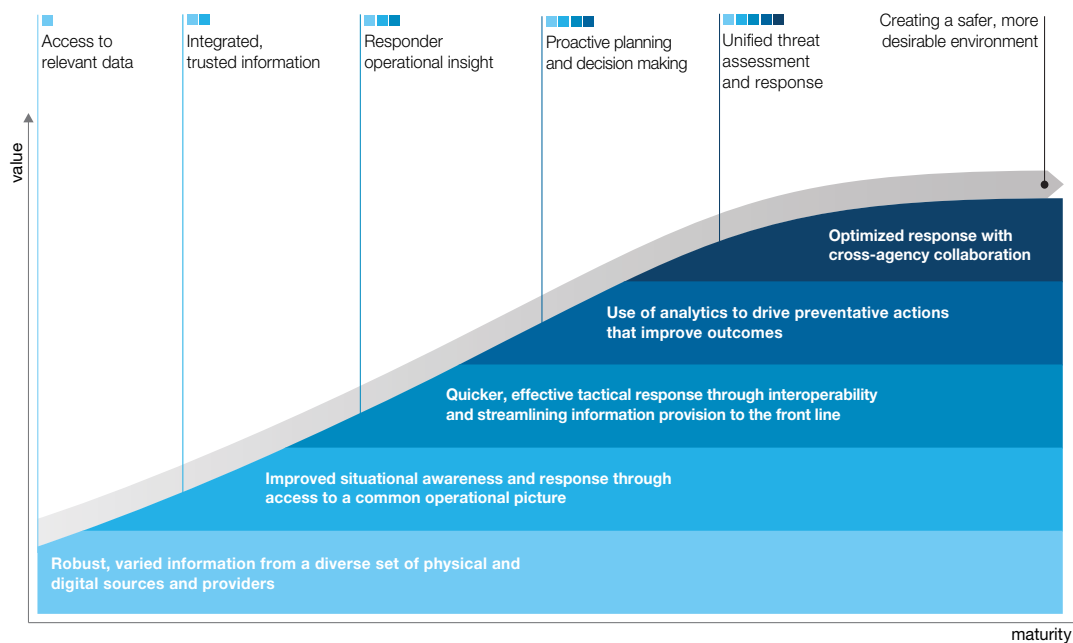 Access to
relevant data
Integrated,
trusted information
Responder
operational insight
Proactive planning
and decision making
Unified threat
assessment
and response
Creating a safer, more
desirable environment
value
Optimized response with
cross-agency collaboration
Use of analytics to drive preventative actions
that improve outcomes
Quicker, effective tactical response through interoperability
and streamlining information provision to the front line
Improved situational awareness and response through
access to a common operational picture
Robust, varied information from a diverse set of physical and
digital sources and providers
maturity